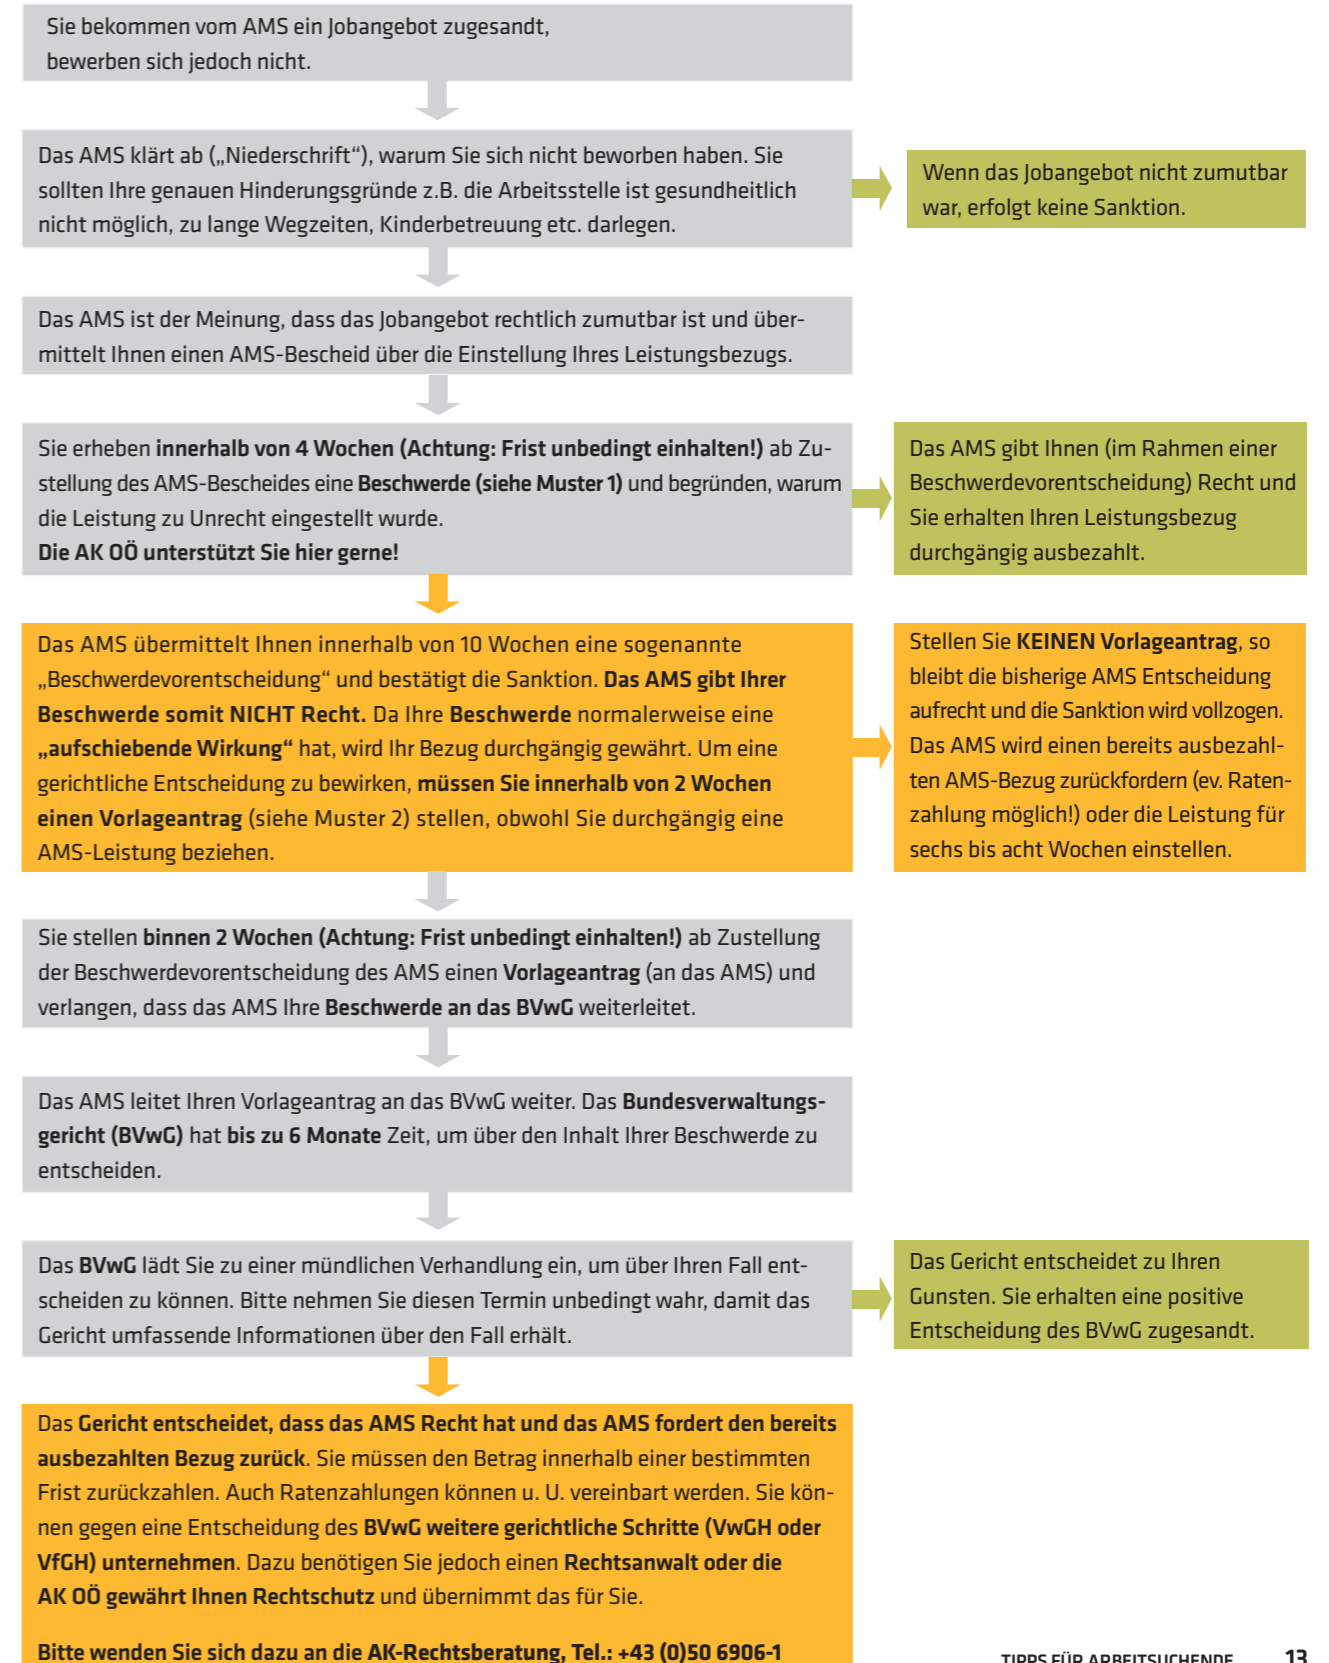 Sie bekommen vom AMS ein Jobangebot zugesandt,
bewerben sich jedoch nicht.
Das AMS klärt ab („Niederschrift“), warum Sie sich nicht beworben haben. Sie
sollten Ihre genauen Hinderungsgründe z.B. die Arbeitsstelle ist gesundheitlich
nicht möglich, zu lange Wegzeiten, Kinderbetreuung etc. darlegen.
Wenn das Jobangebot nicht zumutbar
war, erfolgt keine Sanktion.
Das AMS ist der Meinung, dass das Jobangebot rechtlich zumutbar ist und über-
mittelt Ihnen einen AMS-Bescheid über die Einstellung Ihres Leistungsbezugs.
Sie erheben innerhalb von 4 Wochen (Achtung: Frist unbedingt einhalten!) ab Zu-
stellung des AMS-Bescheides eine Beschwerde (siehe Muster 1) und begründen, warum
die Leistung zu Unrecht eingestellt wurde.
Die AK OÖ unterstützt Sie hier gerne!
Das AMS gibt Ihnen (im Rahmen einer
Beschwerdevorentscheidung) Recht und
Sie erhalten Ihren Leistungsbezug
durchgängig ausbezahlt.
Das AMS übermittelt Ihnen innerhalb von 10 Wochen eine sogenannte
„Beschwerdevorentscheidung“ und bestätigt die Sanktion. Das AMS gibt Ihrer
Beschwerde somit NICHT Recht. Da Ihre Beschwerde normalerweise eine
„aufschiebende Wirkung“ hat, wird Ihr Bezug durchgängig gewährt. Um eine
gerichtliche Entscheidung zu bewirken, müssen Sie innerhalb von 2 Wochen
einen Vorlageantrag (siehe Muster 2) stellen, obwohl Sie durchgängig eine
AMS-Leistung beziehen.
Stellen Sie KEINEN Vorlageantrag, so
bleibt die bisherige AMS Entscheidung
aufrecht und die Sanktion wird vollzogen.
Das AMS wird einen bereits ausbezahl-
ten AMS-Bezug zurückfordern (ev. Raten-
zahlung möglich!) oder die Leistung für
sechs bis acht Wochen einstellen.
Sie stellen binnen 2 Wochen (Achtung: Frist unbedingt einhalten!) ab Zustellung
der Beschwerdevorentscheidung des AMS einen Vorlageantrag (an das AMS) und
verlangen, dass das AMS Ihre Beschwerde an das BVwG weiterleitet.
Das AMS leitet Ihren Vorlageantrag an das BVwG weiter. Das Bundesverwaltungs-
gericht (BVwG) hat bis zu 6 Monate Zeit, um über den Inhalt Ihrer Beschwerde zu
entscheiden.
Das BVwG lädt Sie zu einer mündlichen Verhandlung ein, um über Ihren Fall ent-
scheiden zu können. Bitte nehmen Sie diesen Termin unbedingt wahr, damit das
Gericht umfassende Informationen über den Fall erhält.
Das Gericht entscheidet zu Ihren
Gunsten. Sie erhalten eine positive
Entscheidung des BVwG zugesandt.
Das Gericht entscheidet, dass das AMS Recht hat und das AMS fordert den bereits
ausbezahlten Bezug zurück. Sie müssen den Betrag innerhalb einer bestimmten
Frist zurückzahlen. Auch Ratenzahlungen können u. U. vereinbart werden. Sie kön-
nen gegen eine Entscheidung des BVwG weitere gerichtliche Schritte (VwGH oder
VfGH) unternehmen. Dazu benötigen Sie jedoch einen Rechtsanwalt oder die
AK OÖ gewährt Ihnen Rechtschutz und übernimmt das für Sie.
Bitte wenden Sie sich dazu an die AK-Rechtsberatung, Tel.: +43 (0)50 6906-1
TIPPS FÜR ARBEITSUCHENDE 13